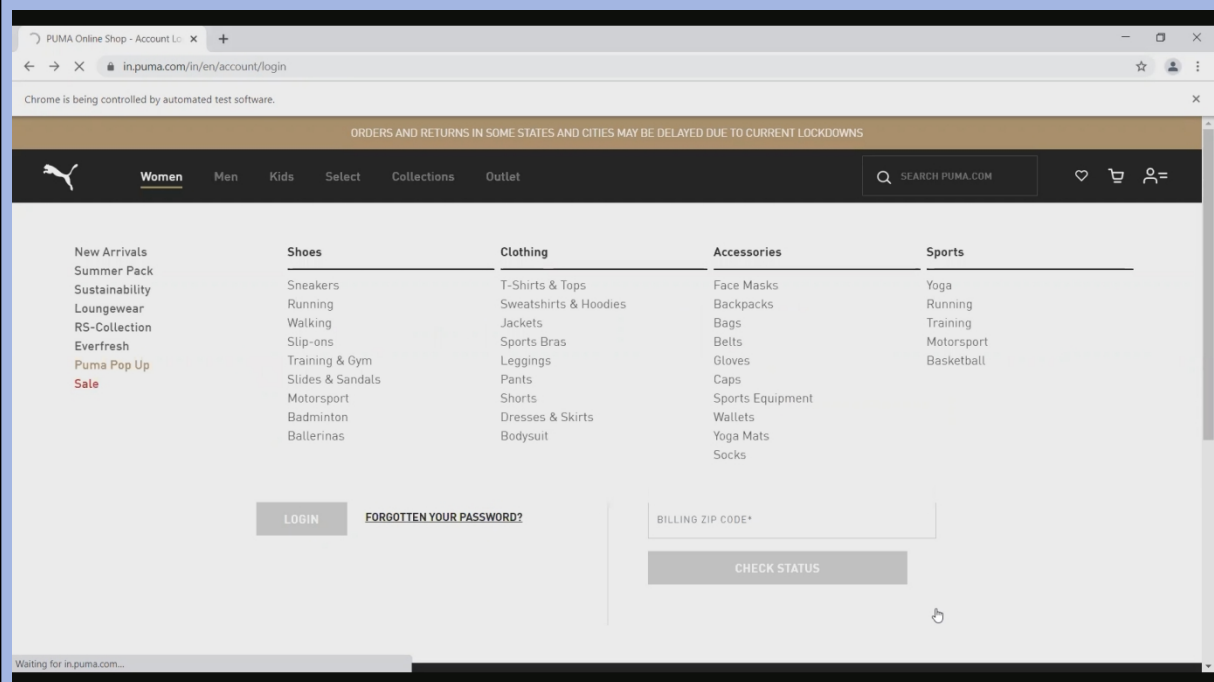 PUMA Online Shop - Account Lo
in.puma.com/in/en/account/login
Chrome is being controlled by automated test software.
ORDERS AND RETURNS IN SOME STATES AND CITIES MAY BE DELAYED DUE TO CURRENT LOCKDOWNS
Women Men Kids Select Collections Outlet SEARCH PUMA.COM
New Arrivals
Summer Pack
Sustainability
Loungewear
RS-Collection
Everfresh
Puma Pop Up
Sale
Shoes
Sneakers
Running
Walking
Slip-ons
Training & Gym
Slides & Sandals
Motorsport
Badminton
Ballerinas
Clothing
T-Shirts & Tops
Sweatshirts & Hoodies
Jackets
Sports Bras
Leggings
Pants
Shorts
Dresses & Skirts
Bodysuit
Accessories
Face Masks
Backpacks
Bags
Belts
Gloves
Caps
Sports Equipment
Wallets
Yoga Mats
Socks
Sports
Yoga
Running
Training
Motorsport
Basketball
LOGIN FORGOTTEN YOUR PASSWORD?
BILLING ZIP CODE*
CHECK STATUS
Waiting for in.puma.com...